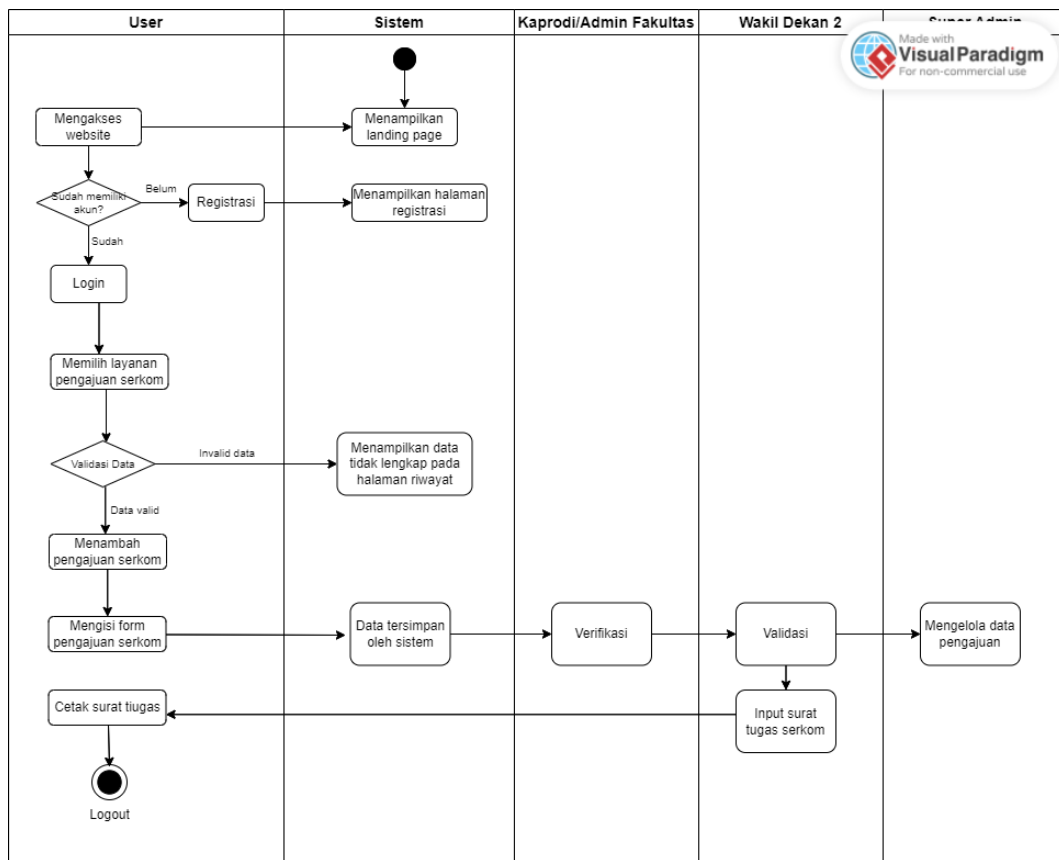 User
Sistem
Kaprodi/Admin Fakultas
Wakil Dekan 2
Super Admin
Made with
Visual Paradigm
For non-commercial use
Mengakses
website
Menampilkan
landing page
Sudah memiliki
akun?
Belum
Registrasi
Menampilkan halaman
registrasi
Sudah
Login
Memilih layanan
pengajuan serkom
Validasi Data
Invalid data
Menampilkan data
tidak lengkap pada
halaman riwayat
Data valid
Menambah
pengajuan serkom
Mengisi form
pengajuan serkom
Data tersimpan
oleh sistem
Verifikasi
Validasi
Mengelola data
pengajuan
Cetak surat tiugas
Input surat
tugas serkom
Logout